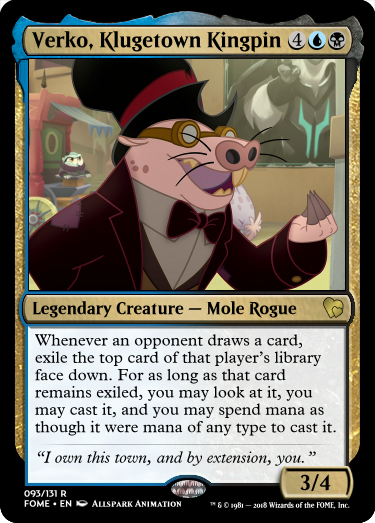 Verko, Klugetown Kingpin 4
Legendary Creature — Mole Rogue
Whenever an opponent draws a card,
exile the top card of that player's library
face down. For as long as that card
remains exiled, you may look at it, you
may cast it, and you may spend mana as
though it were mana of any type to cast it.
“I own this town, and by extension, you.”
3/4
093/131 R
FOME • EN Allspark Animation
™ & © 1981 — 2018 Wizards of the FOME, Inc.